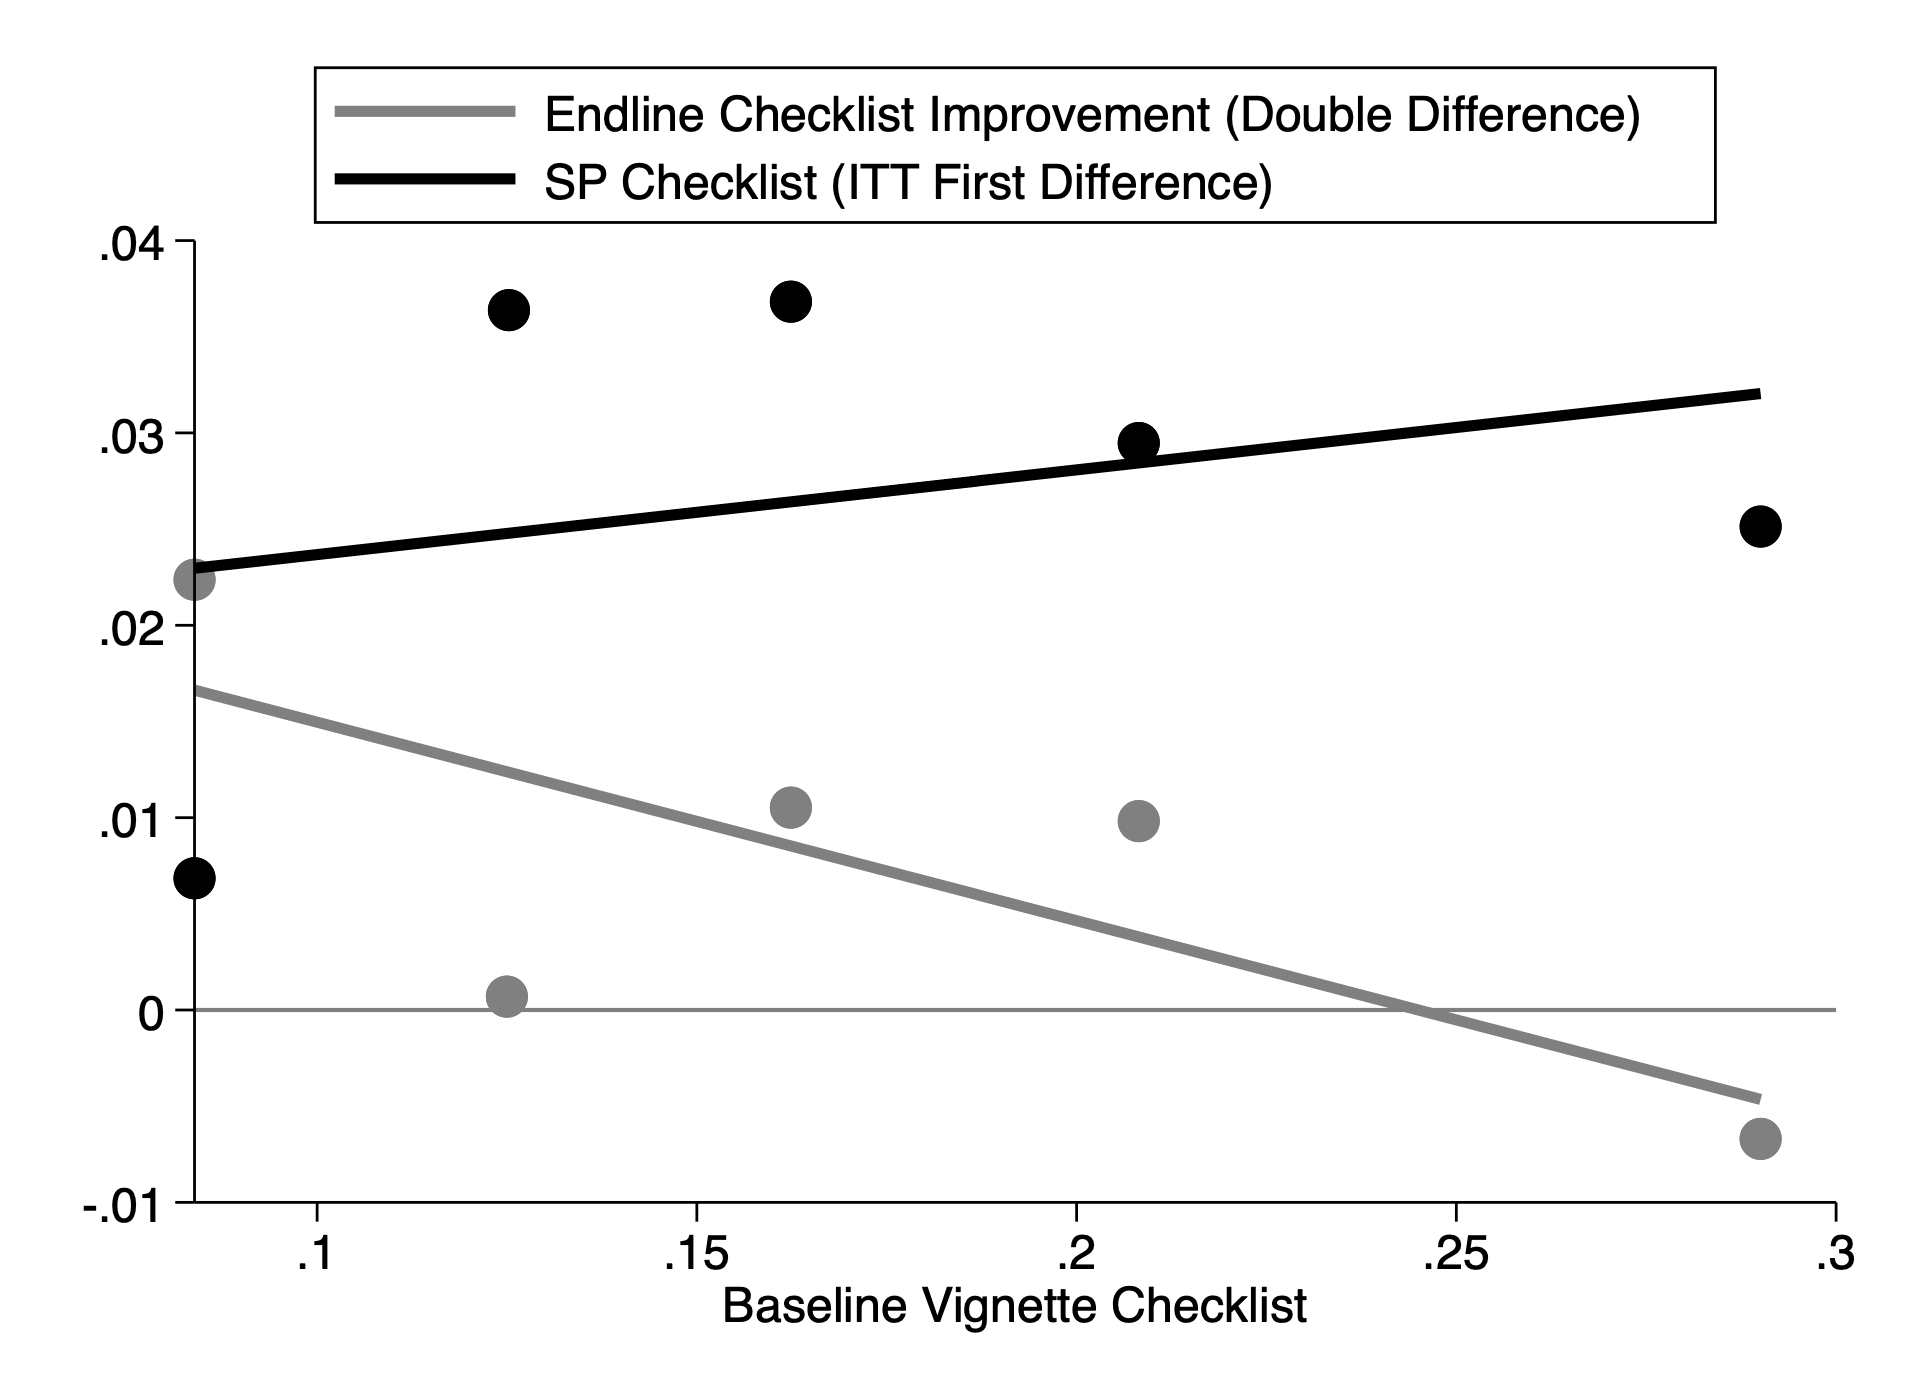 Endline Checklist Improvement (Double Difference)
SP Checklist (ITT First Difference)
.04
.03
.02
.01
0
-.01
.1 .15 .2 .25 .3
Baseline Vignette Checklist